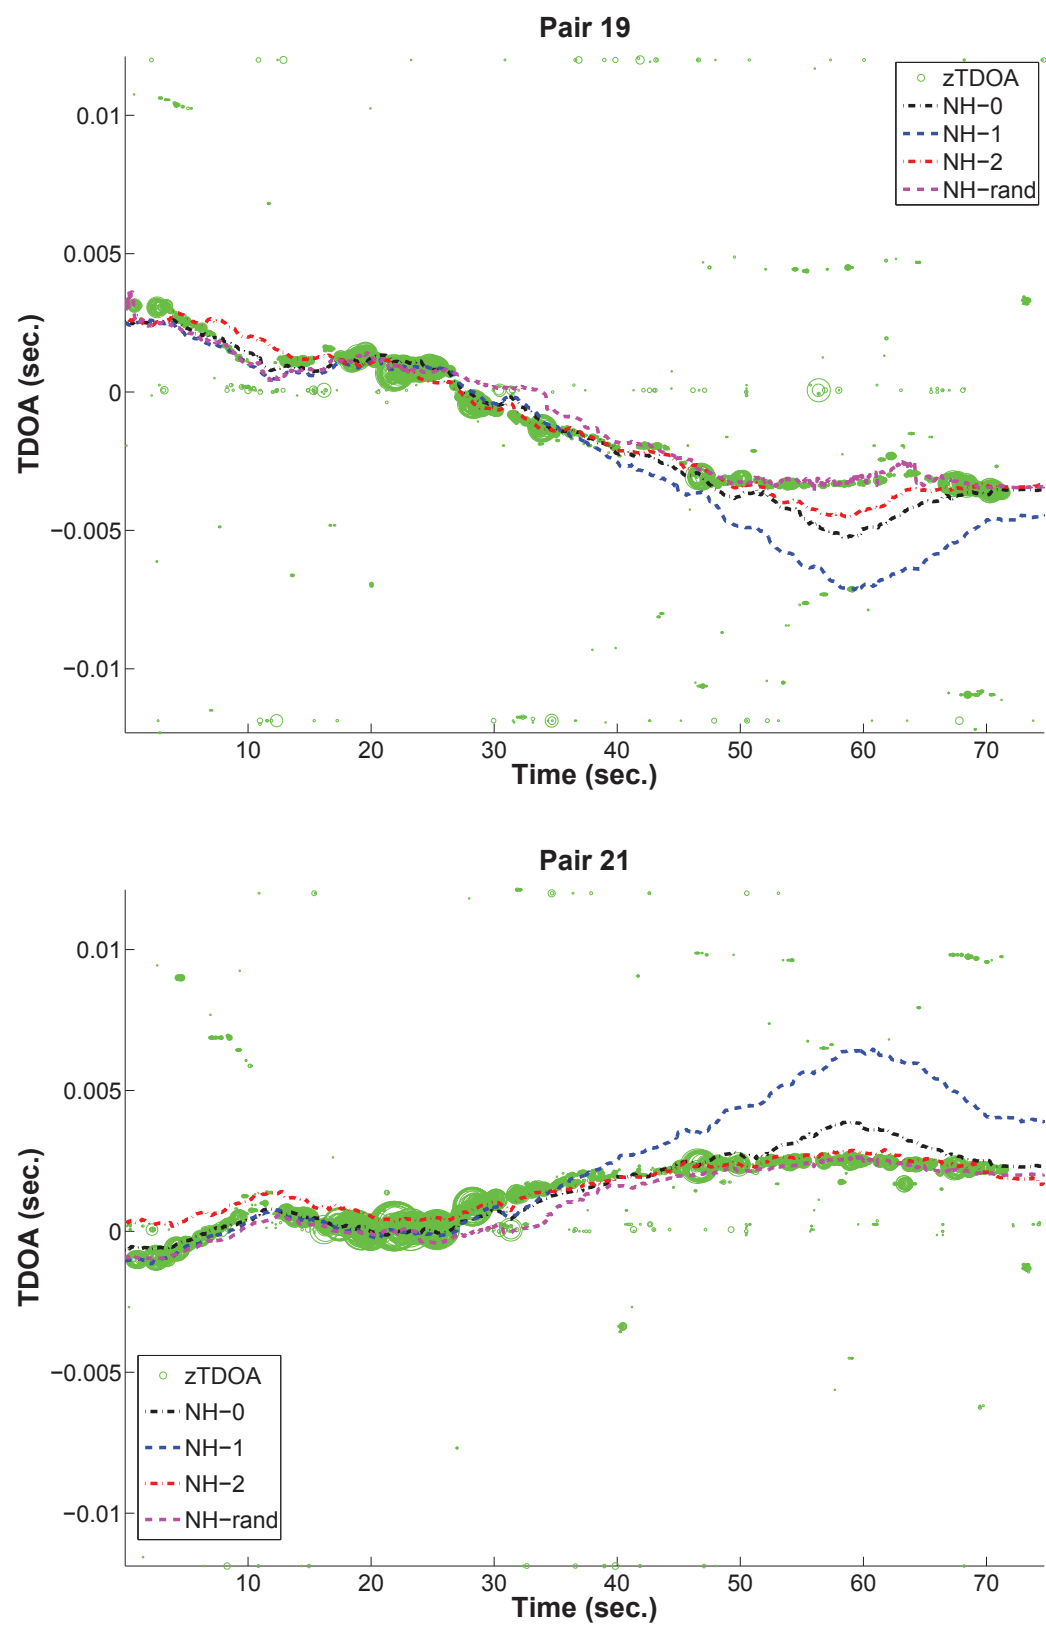 Pair 19
zTDOA
NH−0
NH−1
NH−2
NH−rand
TDOA (sec.)
0.01
0.005
0
−0.005
−0.01
10 20 30 40 50 60 70
Time (sec.)
Pair 21
TDOA (sec.)
0.01
0.005
0
−0.005
−0.01
zTDOA
NH−0
NH−1
NH−2
NH−rand
10 20 30 40 50 60 70
Time (sec.)